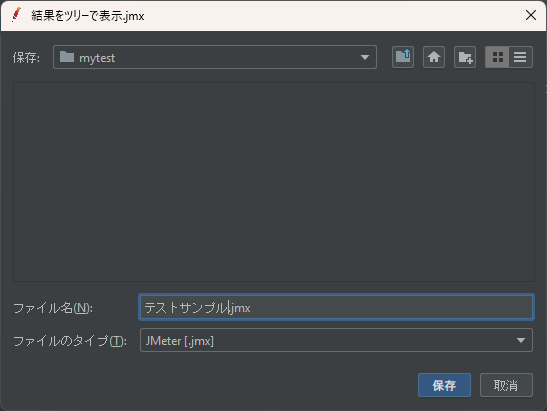 結果をツリーで表示.jmx
保存: mytest
ファイル名(N): テストサンプル.jmx
ファイルのタイプ(T): JMeter [.jmx]
保存 取消